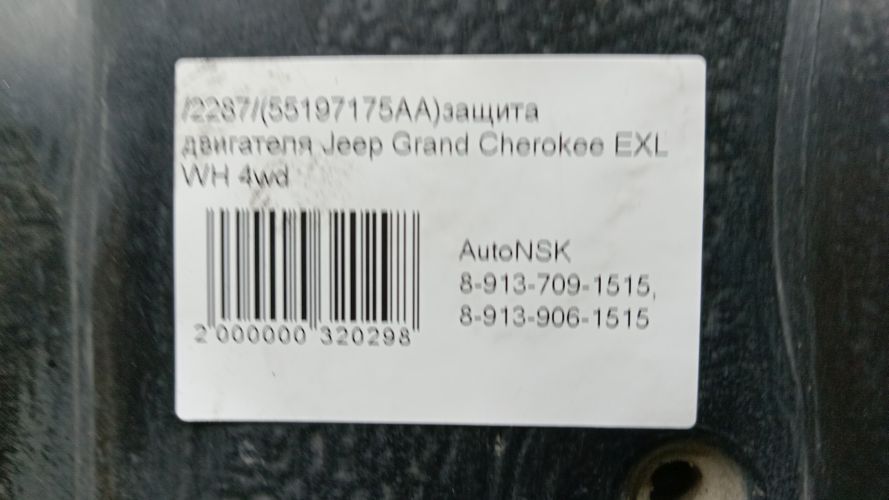 /2287/(55197175AA)защита
двигателя Jeep Grand Cherokee EXL
WH 4wd
AutoNSK
8-913-709-1515,
8-913-906-1515
2 000000 320298